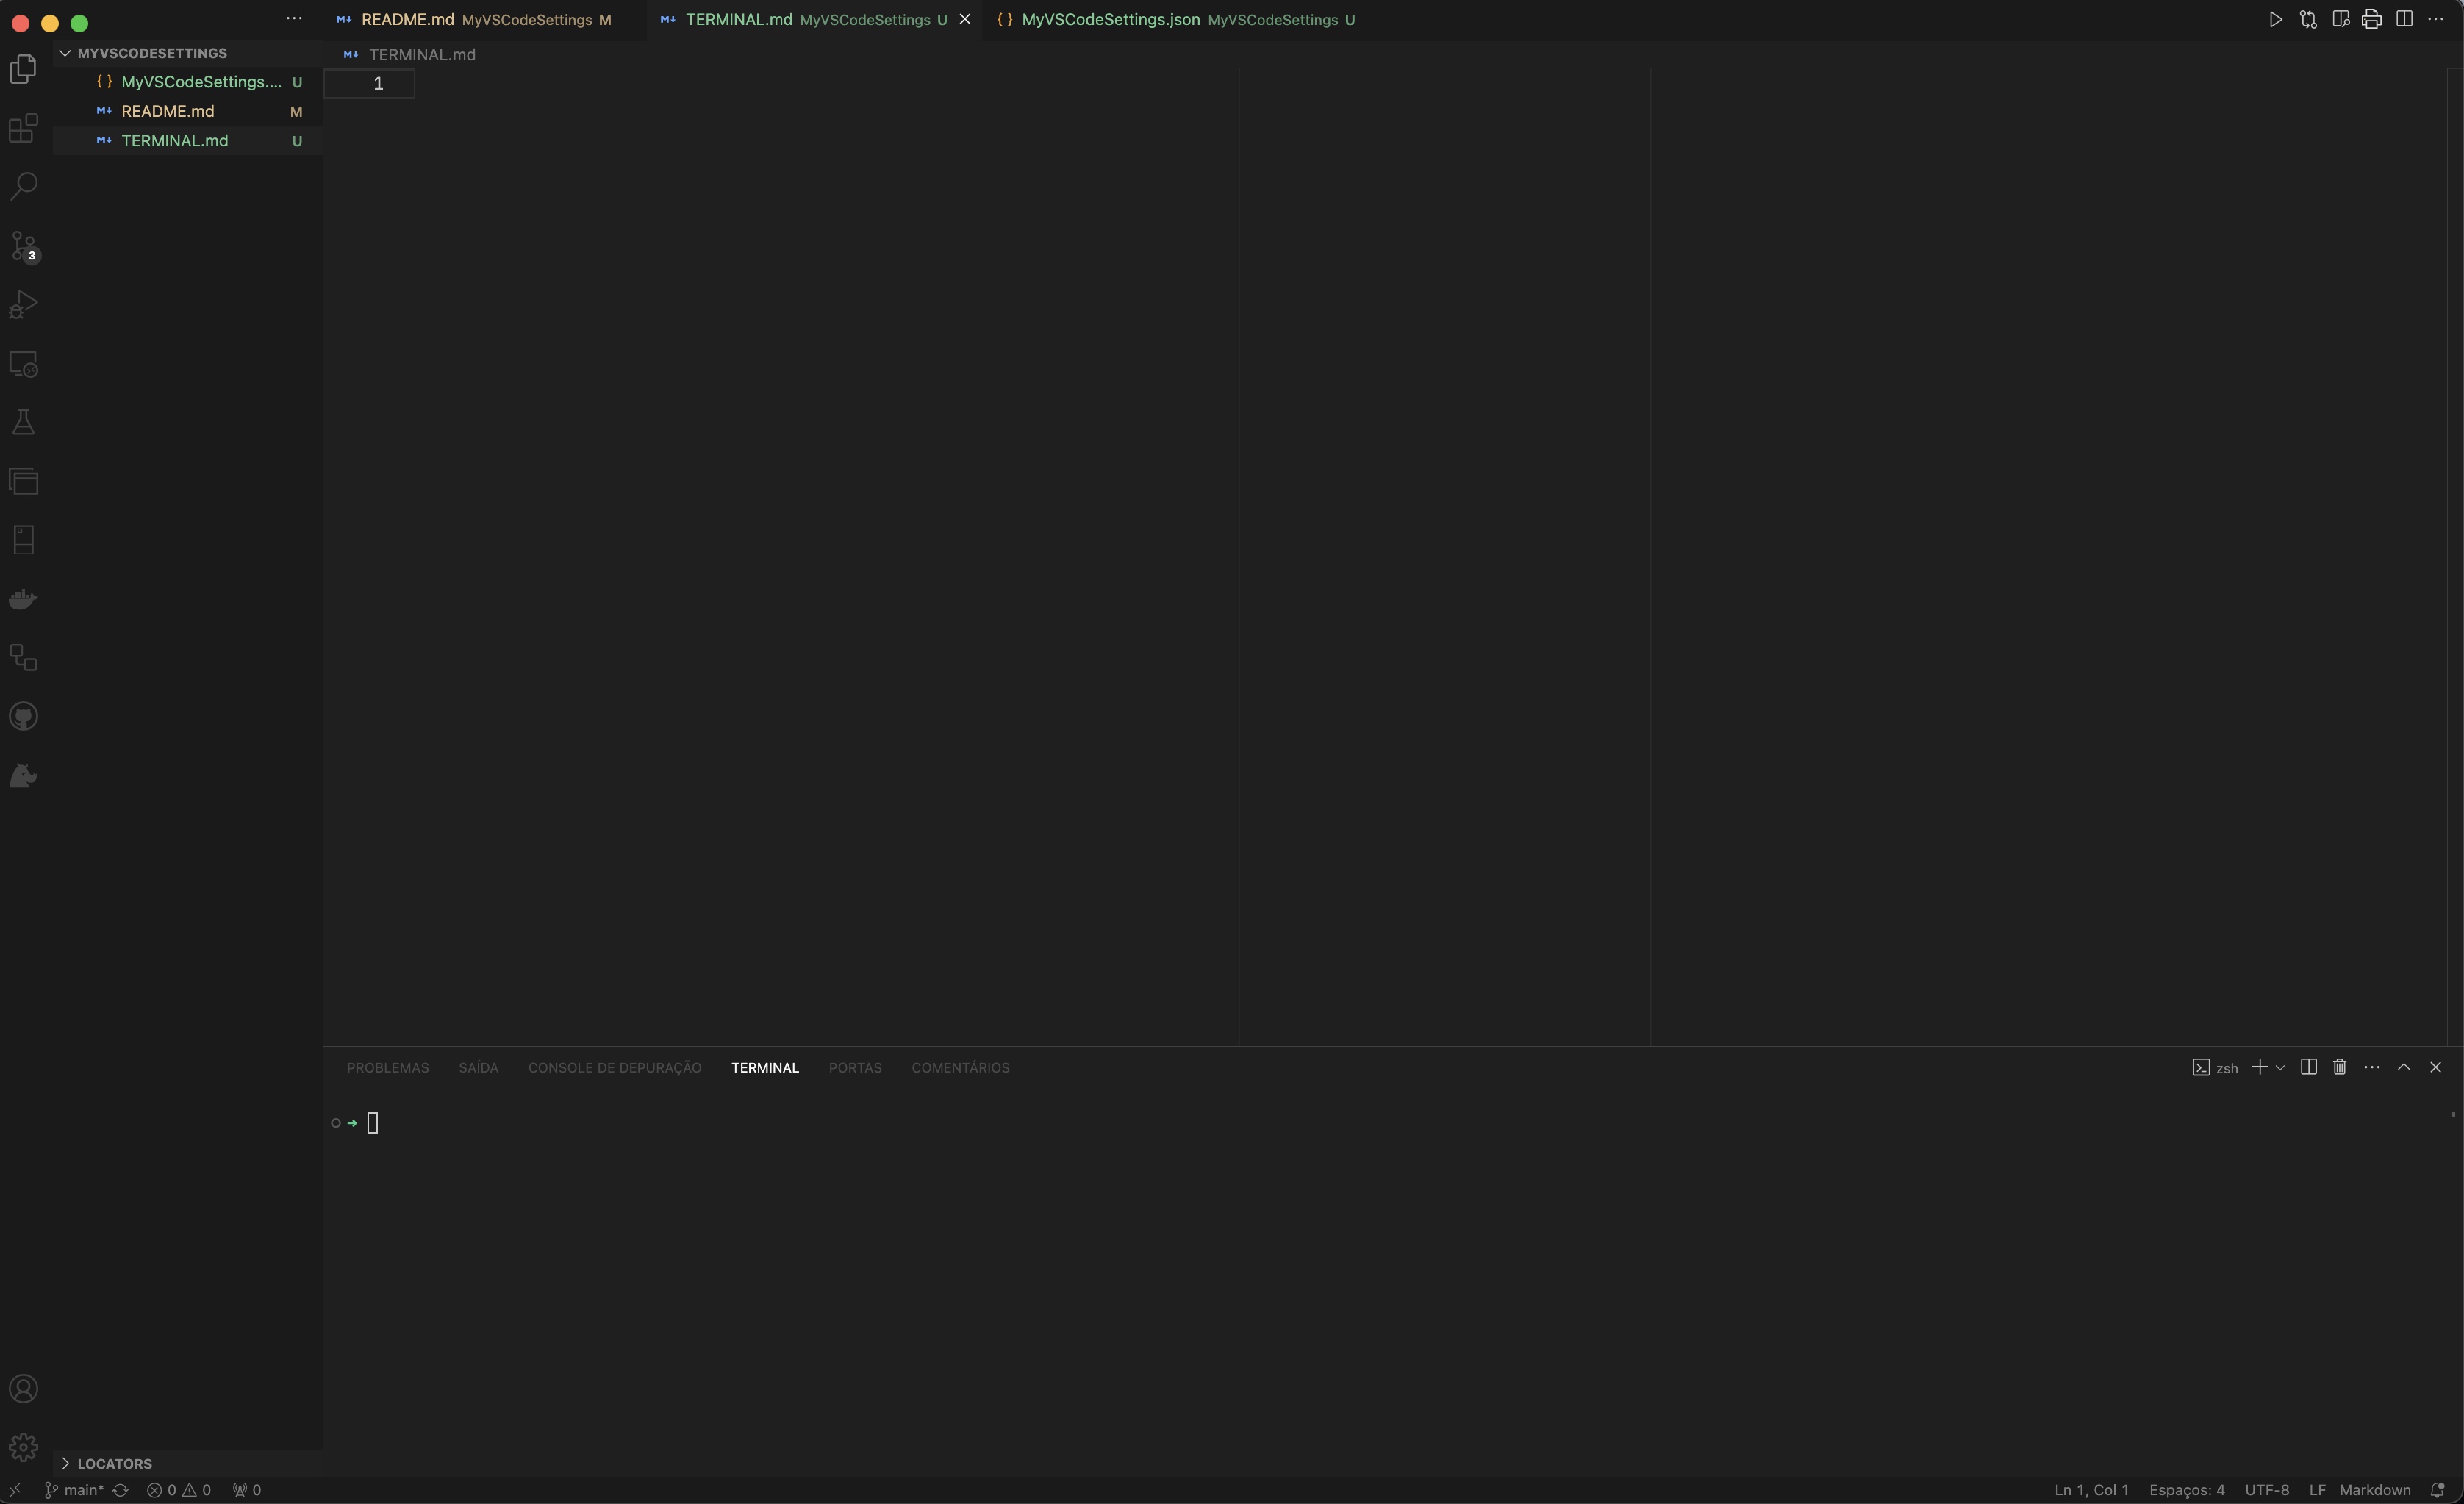 README.md MyVSCodeSettings M
TERMINAL.md MyVSCodeSettings U
{ } MyVSCodeSettings.json MyVSCodeSettings U
MYVSCODESETTINGS
{ } MyVSCodeSettings.... U
README.md M
TERMINAL.md U
3
TERMINAL.md
1
PROBLEMAS SAÍDA CONSOLE DE DEPURAÇÃO TERMINAL PORTAS COMENTÁRIOS
zsh
LOCATORS
main* 0 0 0
Ln 1, Col 1 Espaços: 4 UTF-8 LF Markdown